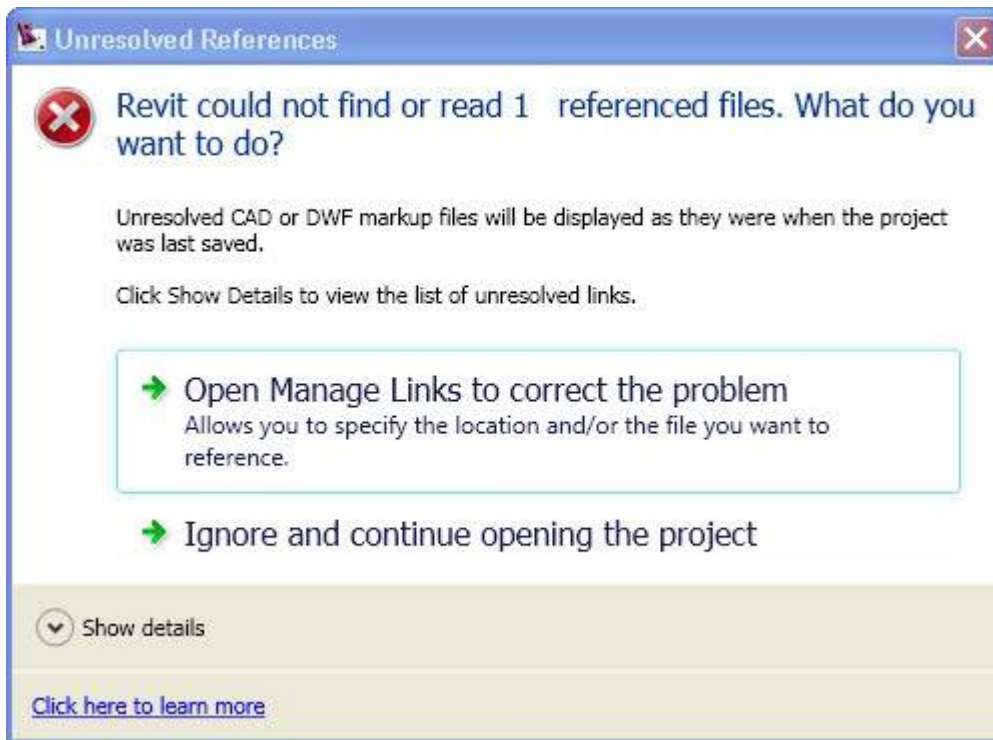 Unresolved References
Revit could not find or read 1 referenced files. What do you
want to do?
Unresolved CAD or DWF markup files will be displayed as they were when the project
was last saved.
Click Show Details to view the list of unresolved links.
Open Manage Links to correct the problem
Allows you to specify the location and/or the file you want to
reference.
Ignore and continue opening the project
Show details
Click here to learn more